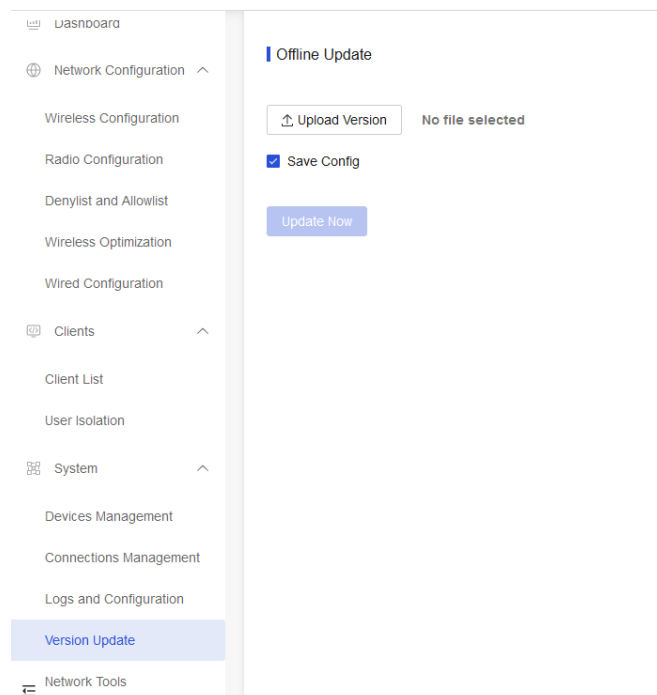 Dashboard
Network Configuration
Wireless Configuration
Radio Configuration
Denylist and Allowlist
Wireless Optimization
Wired Configuration
Clients
Client List
User Isolation
System
Devices Management
Connections Management
Logs and Configuration
Version Update
Network Tools
Offline Update
Upload Version No file selected
Save Config
Update Now